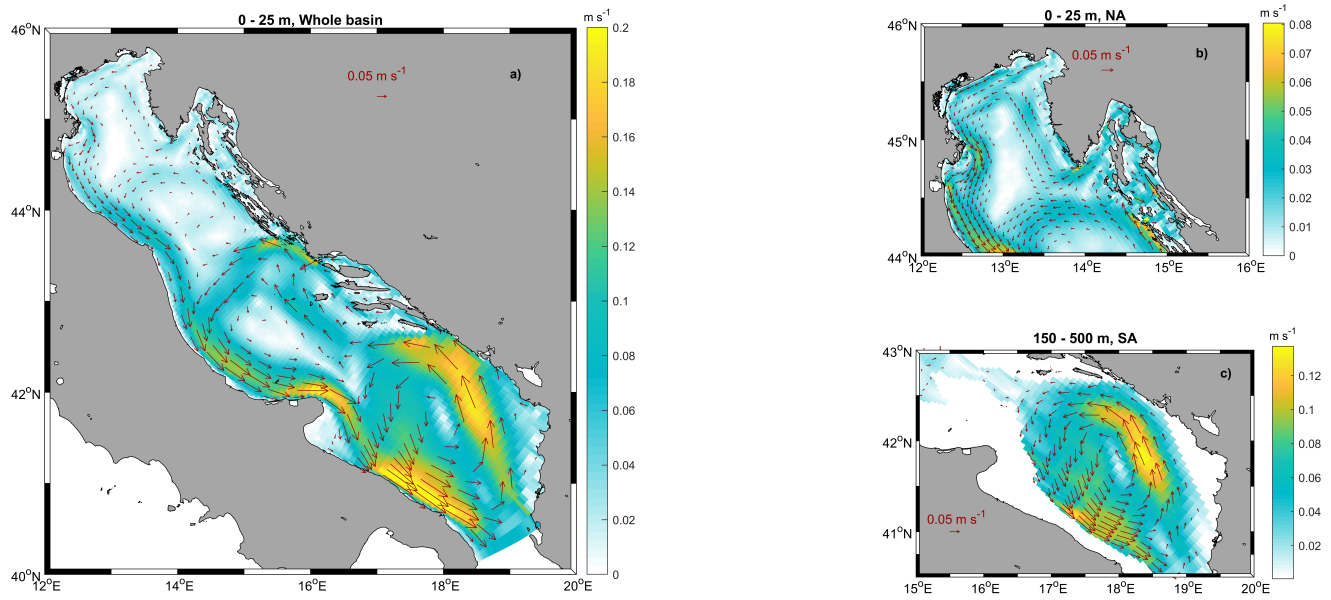 0 - 25 m, Whole basin
m s⁻¹
46°N
44°N
42°N
40°N
12°E
14°E
16°E
18°E
20°E
a)
0.05 m s⁻¹
0.2
0.18
0.16
0.14
0.12
0.1
0.08
0.06
0.04
0.02
0
0 - 25 m, NA
m s⁻¹
46°N
45°N
44°N
12°E
13°E
14°E
15°E
16°E
b)
0.05 m s⁻¹
0.08
0.07
0.06
0.05
0.04
0.03
0.02
0.01
0
150 - 500 m, SA
m s⁻¹
43°N
42°N
41°N
15°E
16°E
17°E
18°E
19°E
20°E
c)
0.05 m s⁻¹
0.12
0.1
0.08
0.06
0.04
0.02